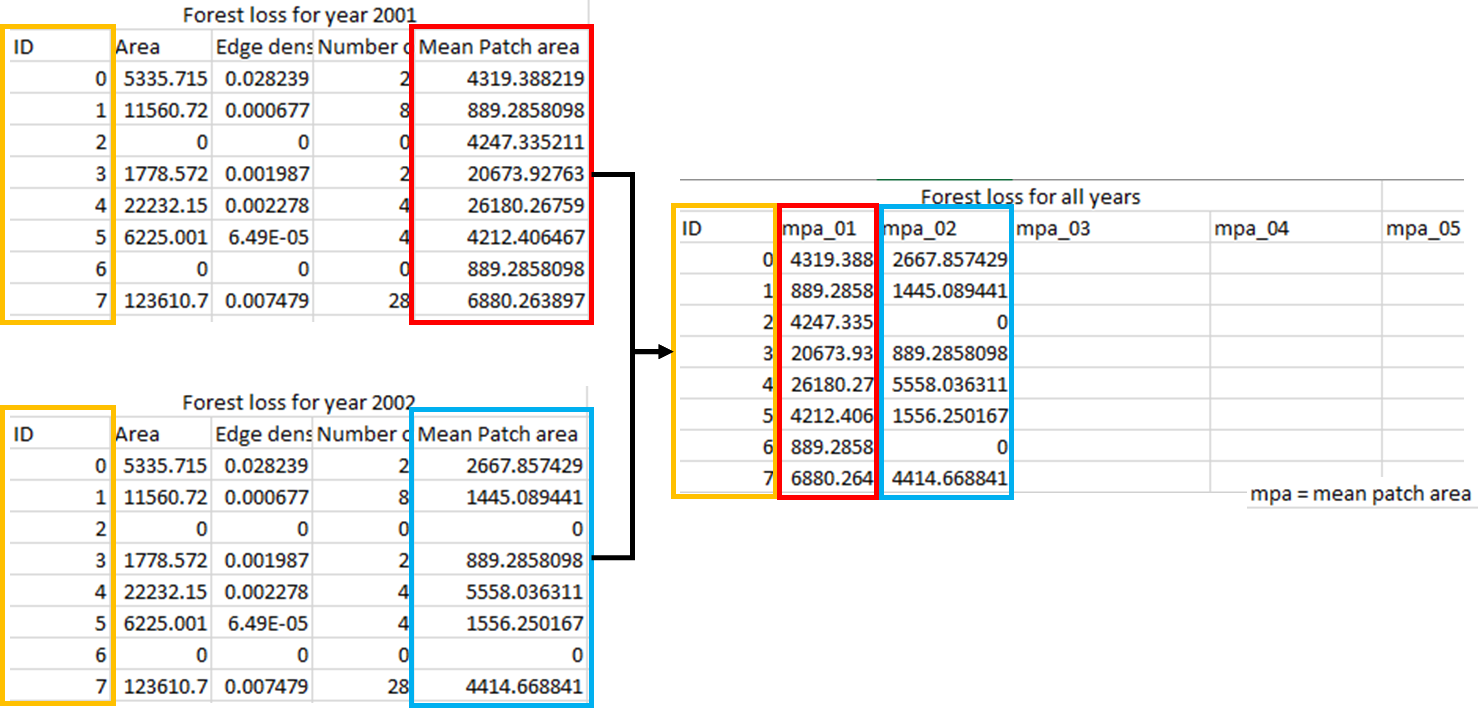 Forest loss for year 2001
ID Area Edge dens Number o Mean Patch area
0 5335.715 0.028239 2 4319.388219
1 11560.72 0.000677 8 889.2858098
2 0 0 0 4247.335211
3 1778.572 0.001987 2 20673.92763
4 22232.15 0.002278 4 26180.26759
5 6225.001 6.49E-05 4 4212.406467
6 0 0 0 889.2858098
7 123610.7 0.007479 28 6880.263897
Forest loss for year 2002
ID Area Edge dens Number o Mean Patch area
0 5335.715 0.028239 2 2667.857429
1 11560.72 0.000677 8 1445.089441
2 0 0 0 0
3 1778.572 0.001987 2 889.2858098
4 22232.15 0.002278 4 5558.036311
5 6225.001 6.49E-05 4 1556.250167
6 0 0 0 0
7 123610.7 0.007479 28 4414.668841
Forest loss for all years
ID mpa_01 mpa_02 mpa_03 mpa_04 mpa_05
0 4319.388 2667.857429
1 889.2858 1445.089441
2 4247.335 0
3 20673.93 889.2858098
4 26180.27 5558.036311
5 4212.406 1556.250167
6 889.2858 0
7 6880.264 4414.668841
mpa = mean patch area